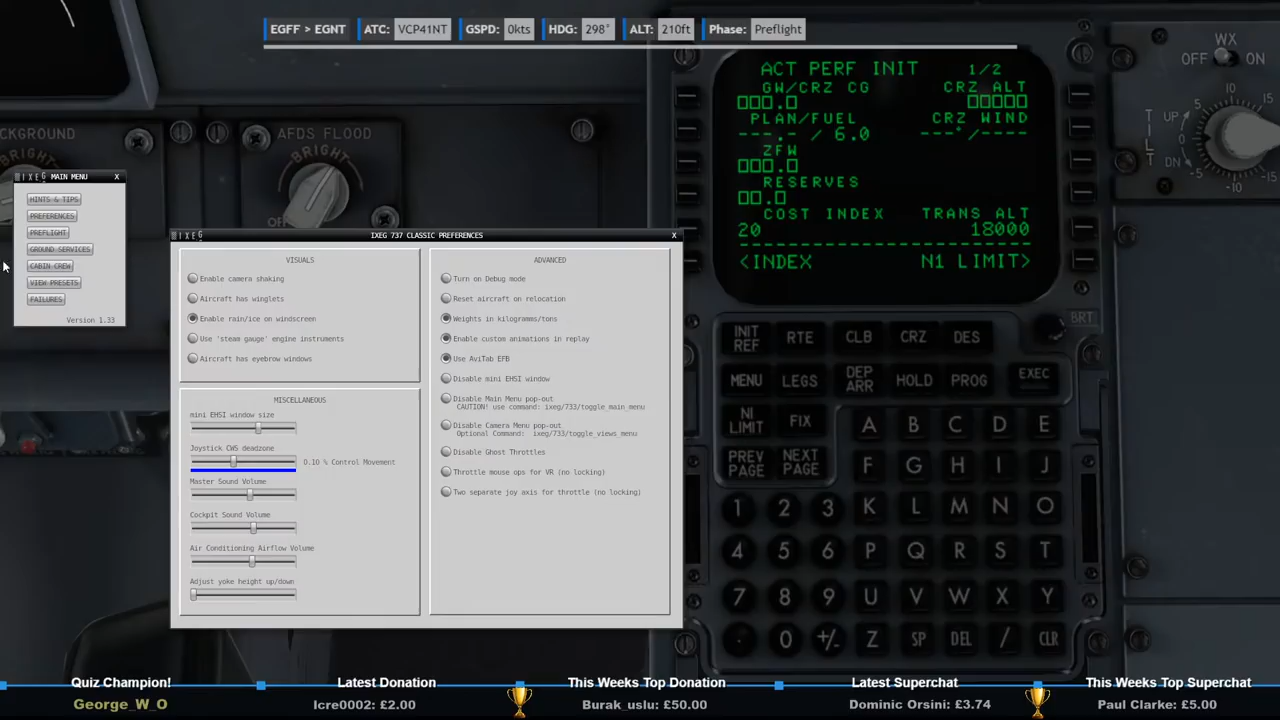 EGFF > EGNT ATC: VCP41NT GSPD: 0kts HDG: 298° ALT: 210ft Phase: Preflight
ACT PERF INIT 1/2
GW/CRZ CG CRZ ALT
PLAN/FUEL CRZ WIND
---.- / 6.0 ---°/----
ZFW
RESERVES
COST INDEX TRANS ALT
20 18000
<INDEX N1 LIMIT>
WX
OFF ON
15 10 5 0 -5 -10 -15
UP
DN
TILT
BRT
AFDS FLOOD
BRIGHT
OFF
BRIGHT
IXEG MAIN MENU X
HINTS & TIPS
PREFERENCES
PREFLIGHT
GROUND SERVICES
CABIN CREW
VIEW PRESETS
FAILURES
Version 1.33
IXEG IXEG 737 CLASSIC PREFERENCES X
VISUALS
Enable camera shaking
Aircraft has winglets
Enable rain/ice on windscreen
Use 'steam gauge' engine instruments
Aircraft has eyebrow windows
MISCELLANEOUS
mini EHSI window size
Joystick CWS deadzone
0.10 % Control Movement
Master Sound Volume
Cockpit Sound Volume
Air Conditioning Airflow Volume
Adjust yoke height up/down
ADVANCED
Turn on Debug mode
Reset aircraft on relocation
Weights in kilogramms/tons
Enable custom animations in replay
Use AviTab EFB
Disable mini EHSI window
Disable Main Menu pop-out
CAUTION! use command: ixeg/733/toggle_main_menu
Disable Camera Menu pop-out
Optional Command: ixeg/733/toggle_views_menu
Disable Ghost Throttles
Throttle mouse ops for VR (no locking)
Two separate joy axis for throttle (no locking)
INIT REF RTE CLB CRZ DES
MENU LEGS DEP ARR HOLD PROG EXEC
N1 LIMIT FIX A B C D E
PREV PAGE NEXT PAGE F G H I J
1 2 3 K L M N O
4 5 6 P Q R S T
7 8 9 U V W X Y
. 0 +/- Z SP DEL / CLR
Quiz Champion! Latest Donation This Weeks Top Donation Latest Superchat This Weeks Top Superchat
George_W_O Icre0002: £2.00 Burak_uslu: £50.00 Dominic Orsini: £3.74 Paul Clarke: £5.00